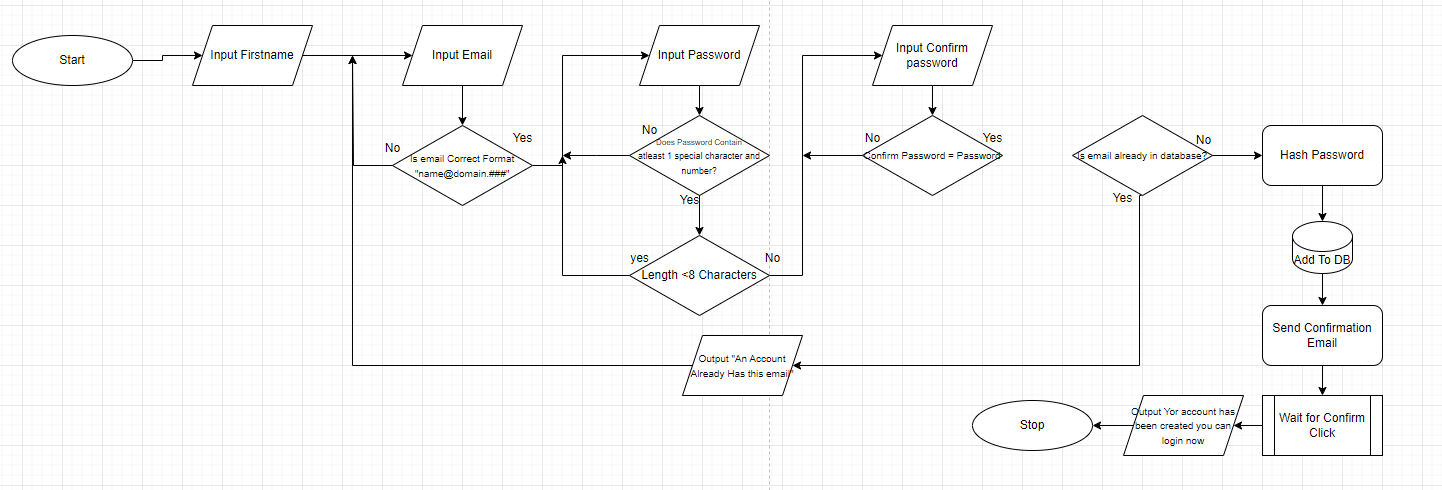 Start
Input Firstname
Input Email
Input Password
Input Confirm
password
No
Is email Correct Format
"name@domain.###"
Yes
No
Does Password Contain
atleast 1 special character and
number?
Yes
yes
Length <8 Characters
No
No
Confirm Password = Password
Yes
Is email already in database?
No
Yes
Hash Password
Add To DB
Send Confirmation
Email
Wait for Confirm
Click
Output "An Account
Already Has this email"
Output Yor account has
been created you can
login now
Stop